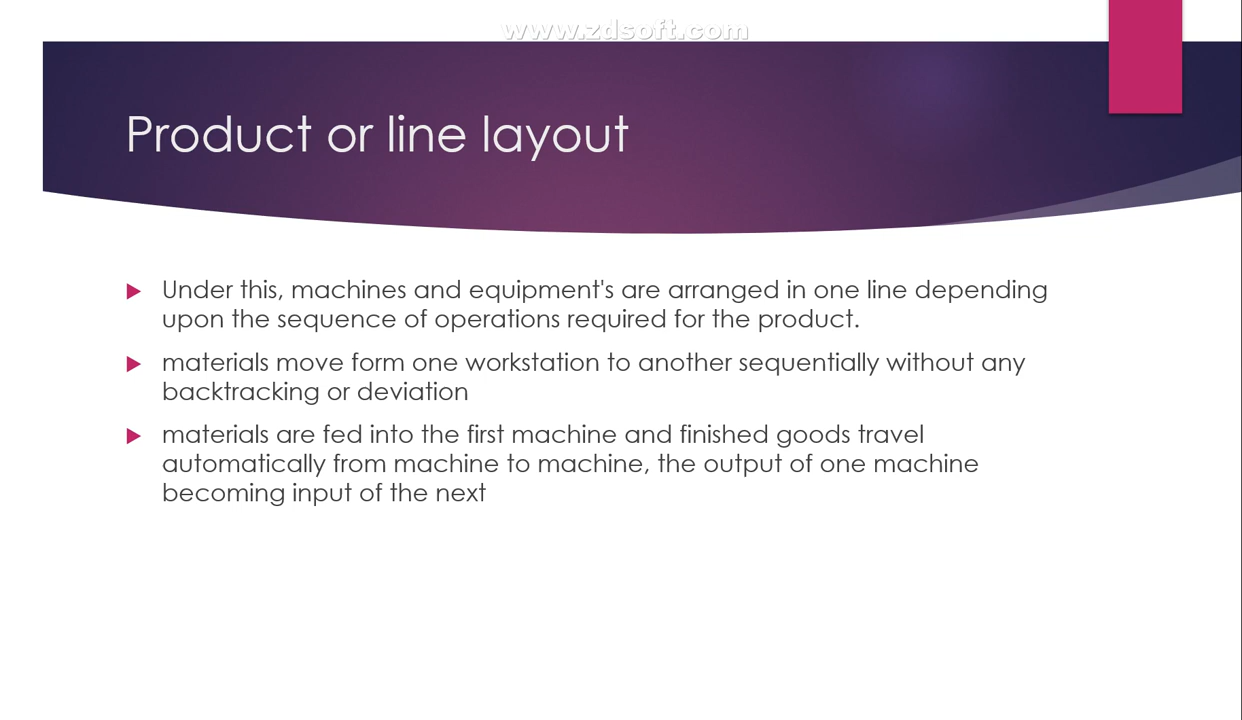 www.zdsoft.com
Product or line layout
Under this, machines and equipment's are arranged in one line depending
upon the sequence of operations required for the product.
materials move form one workstation to another sequentially without any
backtracking or deviation
materials are fed into the first machine and finished goods travel
automatically from machine to machine, the output of one machine
becoming input of the next